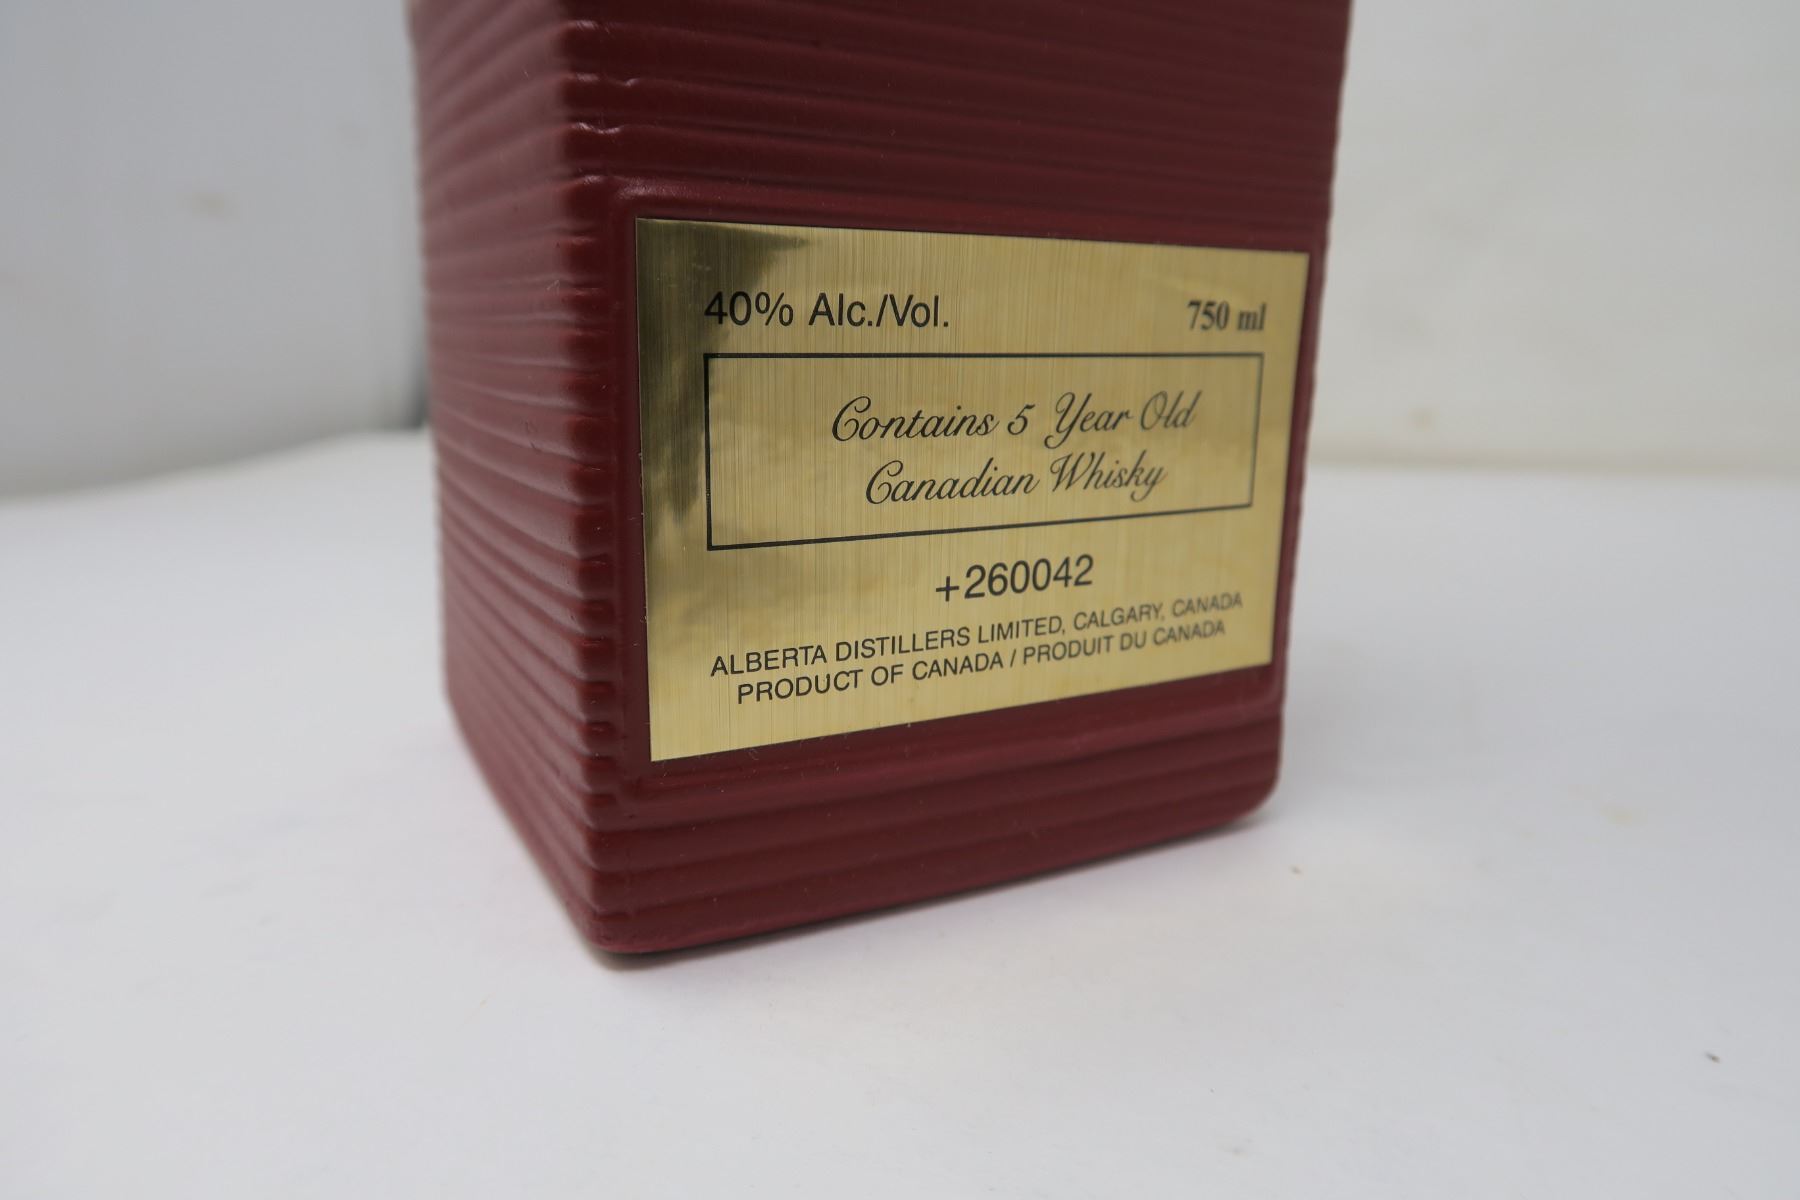 40% Alc./Vol. 750 ml
Contains 5 Year Old
Canadian Whisky
+260042
ALBERTA DISTILLERS LIMITED, CALGARY, CANADA
PRODUCT OF CANADA / PRODUIT DU CANADA